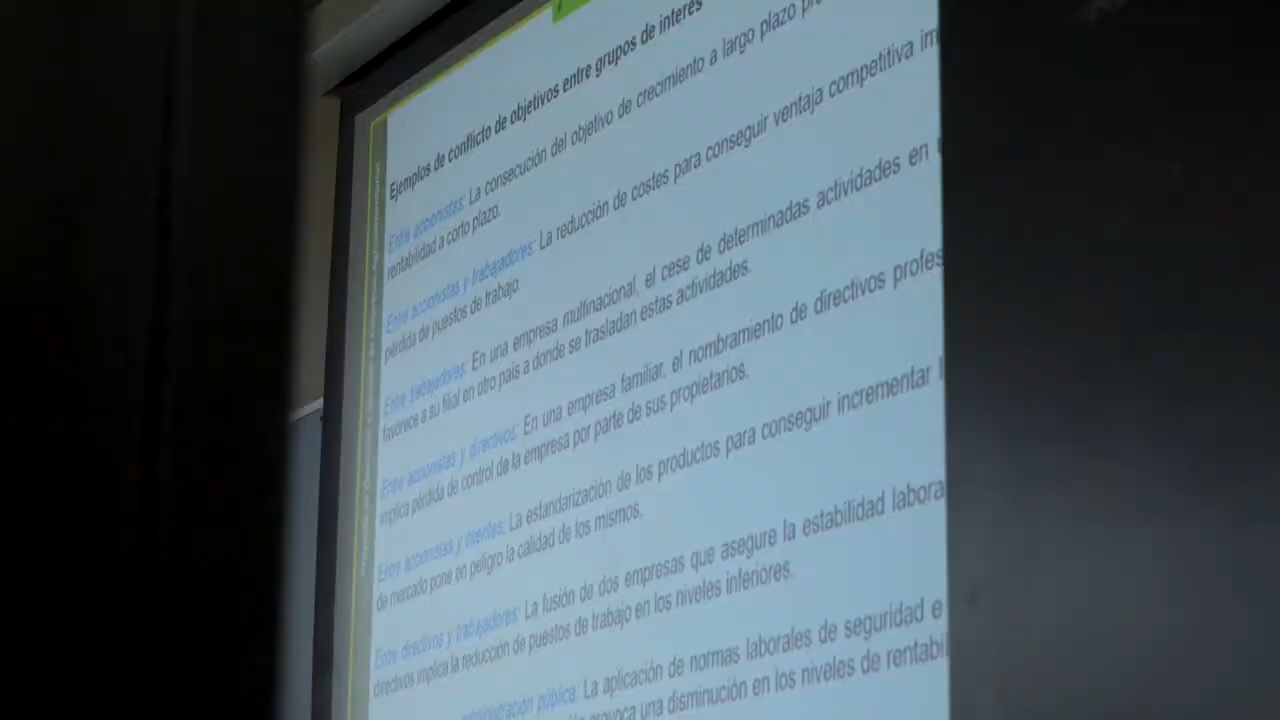 Ejemplos de conflicto de objetivos entre grupos de interés
Entre accionistas: La consecución del objetivo de crecimiento a largo plazo
rentabilidad a corto plazo.
Entre accionistas y trabajadores: La reducción de costes para conseguir ventaja competitiva im
pérdida de puestos de trabajo.
Entre trabajadores: En una empresa multinacional, el cese de determinadas actividades en
favorece a su filial en otro país a donde se trasladan estas actividades.
Entre accionistas y directivos: En una empresa familiar, el nombramiento de directivos profes
implica pérdida de control de la empresa por parte de sus propietarios.
Entre accionistas y clientes: La estandarización de los productos para conseguir incrementar
de mercado pone en peligro la calidad de los mismos.
Entre directivos y trabajadores: La fusión de dos empresas que asegure la estabilidad labora
directivos implica la reducción de puestos de trabajo en los niveles inferiores.
administración pública: La aplicación de normas laborales de seguridad e
provoca una disminución en los niveles de rentabil